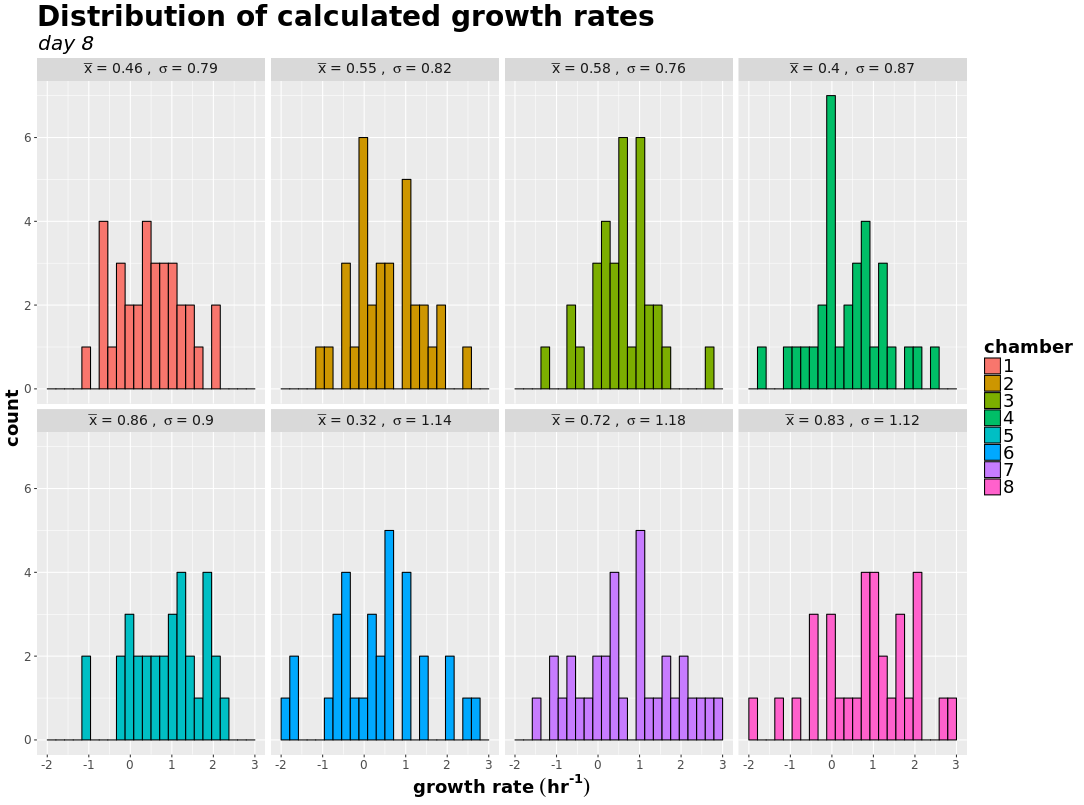 Distribution of calculated growth rates
day 8
x̅ = 0.46 , σ = 0.79
x̅ = 0.55 , σ = 0.82
x̅ = 0.58 , σ = 0.76
x̅ = 0.4 , σ = 0.87
6
4
2
0
x̅ = 0.86 , σ = 0.9
x̅ = 0.32 , σ = 1.14
x̅ = 0.72 , σ = 1.18
x̅ = 0.83 , σ = 1.12
6
4
2
0
-2 -1 0 1 2 3
-2 -1 0 1 2 3
-2 -1 0 1 2 3
-2 -1 0 1 2 3
count
growth rate (hr⁻¹)
chamber
1
2
3
4
5
6
7
8